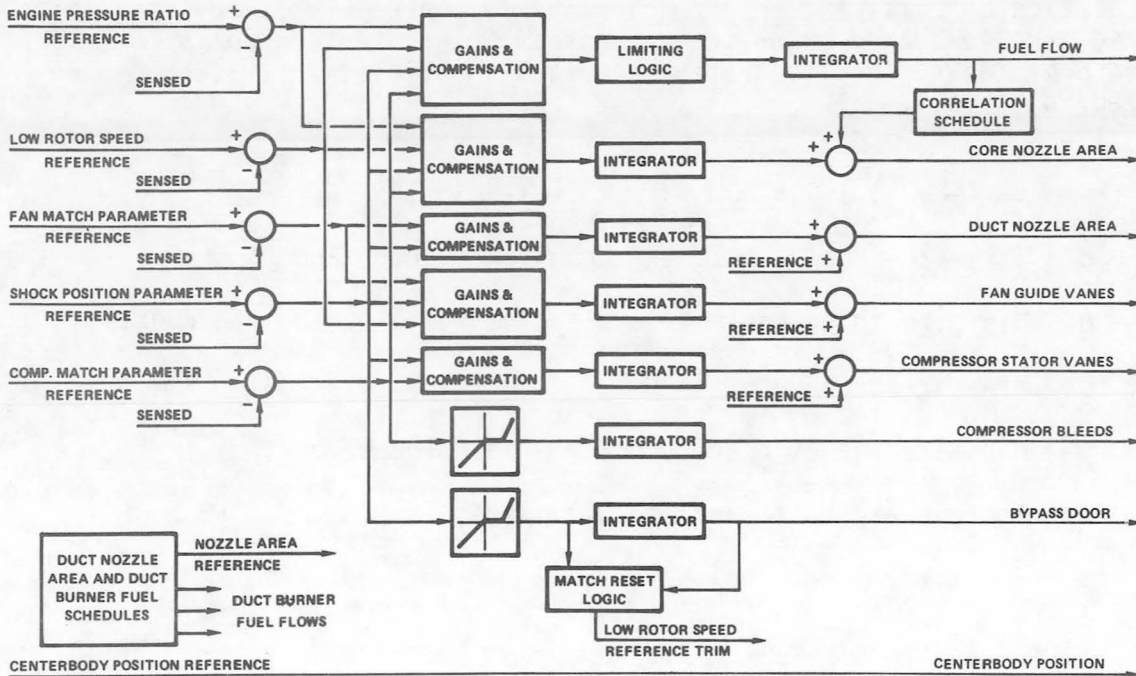 ENGINE PRESSURE RATIO
REFERENCE
+
−
SENSED
GAINS &
COMPENSATION
LIMITING
LOGIC
INTEGRATOR
FUEL FLOW
CORRELATION
SCHEDULE
LOW ROTOR SPEED
REFERENCE
+
−
SENSED
GAINS &
COMPENSATION
INTEGRATOR
+
+
CORE NOZZLE AREA
FAN MATCH PARAMETER
REFERENCE
+
−
SENSED
GAINS &
COMPENSATION
INTEGRATOR
+
REFERENCE
+
DUCT NOZZLE AREA
SHOCK POSITION PARAMETER
REFERENCE
+
−
SENSED
GAINS &
COMPENSATION
INTEGRATOR
+
REFERENCE
+
FAN GUIDE VANES
COMP. MATCH PARAMETER
REFERENCE
+
−
SENSED
GAINS &
COMPENSATION
INTEGRATOR
+
REFERENCE
+
COMPRESSOR STATOR VANES
INTEGRATOR
COMPRESSOR BLEEDS
INTEGRATOR
BYPASS DOOR
MATCH RESET
LOGIC
LOW ROTOR SPEED
REFERENCE TRIM
DUCT NOZZLE
AREA AND DUCT
BURNER FUEL
SCHEDULES
NOZZLE AREA
REFERENCE
DUCT BURNER
FUEL FLOWS
CENTERBODY POSITION REFERENCE
CENTERBODY POSITION